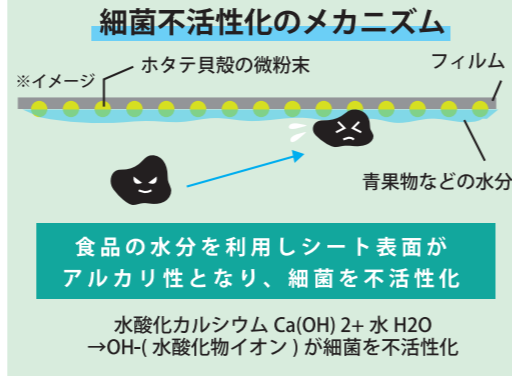 細菌不活性化のメカニズム
※イメージ
ホタテ貝殻の微粉末
フィルム
青果物などの水分
食品の水分を利用しシート表面が
アルカリ性となり、細菌を不活性化
水酸化カルシウム Ca(OH) 2+ 水 H2O
→OH-( 水酸化物イオン ) が細菌を不活性化